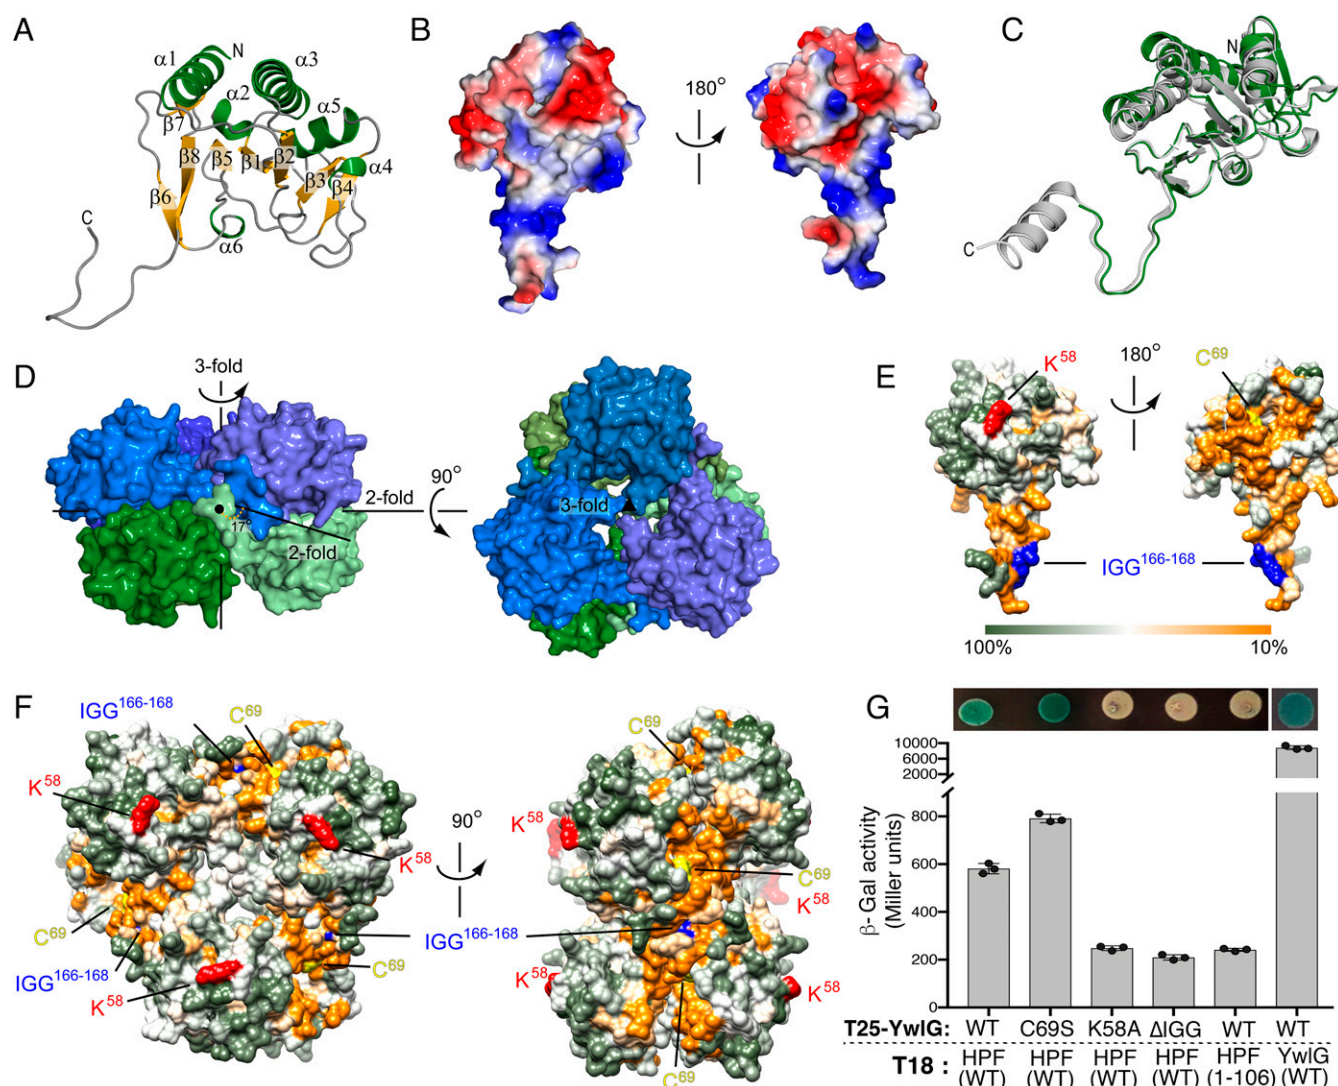 A
α1
N
α3
α2
α5
β7
β8
β5
β1
β2
α4
β3
β4
β6
C
α6
B
180°
C
N
C
D
3-fold
2-fold
17°
2-fold
90°
3-fold
E
K58
180°
C69
IGG166-168
100%
10%
F
IGG166-168
C69
K58
K58
C69
IGG166-168
K58
C69
90°
IGG166-168
C69
K58
C69
K58
K58
K58
C69
G
β- Gal activity
(Miller units)
10000
6000
2000
800
600
400
200
0
T25-YwlG: WT C69S K58A ΔIGG WT WT
T18 : HPF HPF HPF HPF HPF YwlG
(WT) (WT) (WT) (WT) (1-106) (WT)